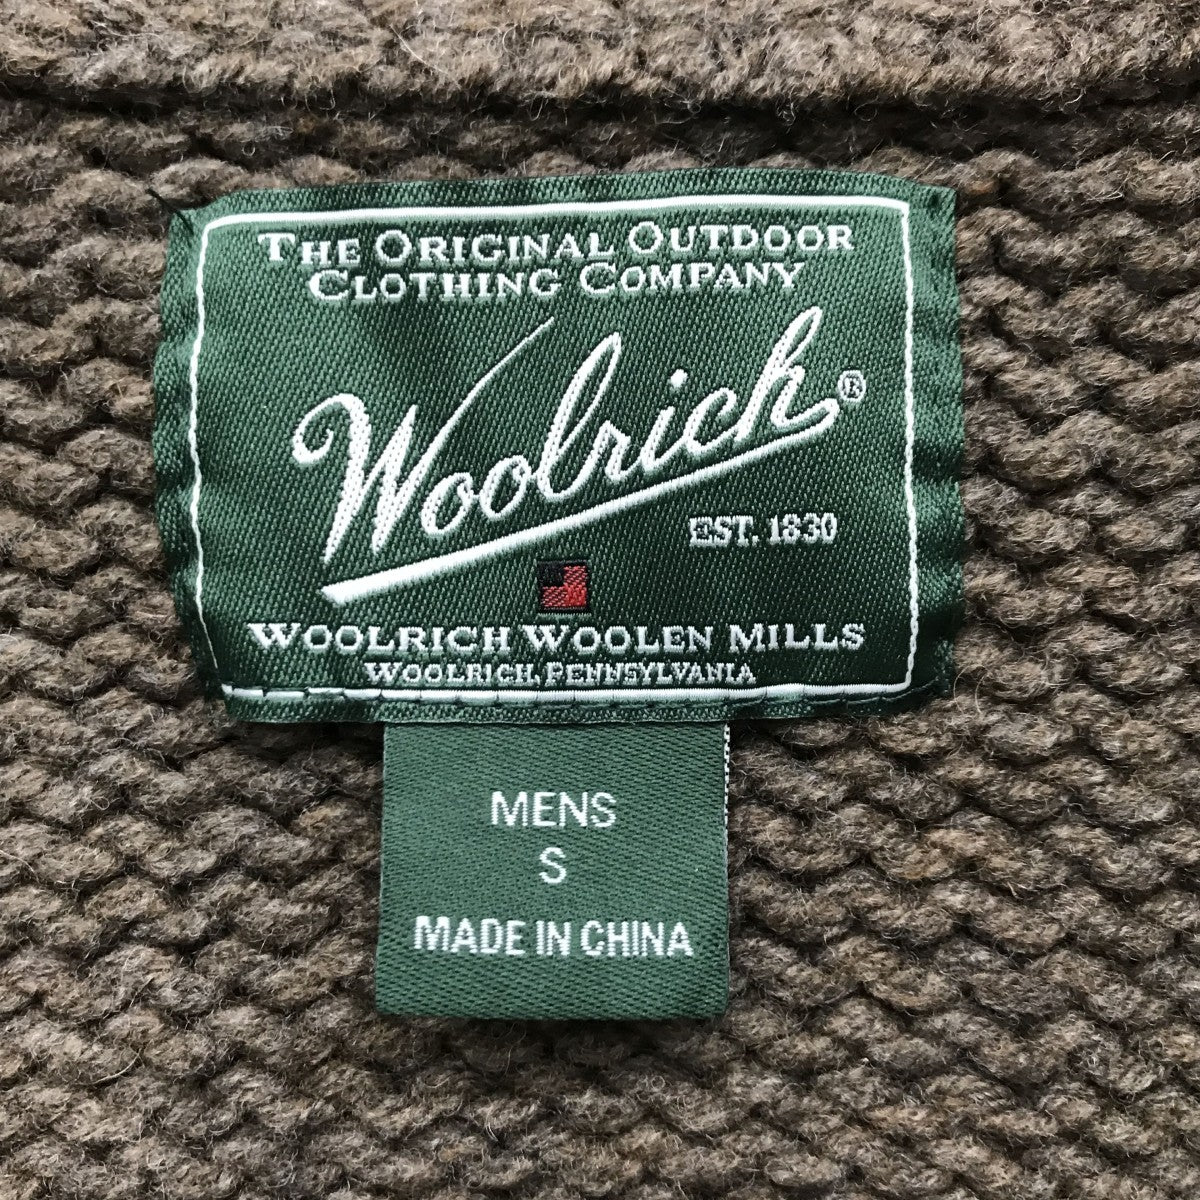 THE ORIGINAL OUTDOOR
CLOTHING COMPANY
Woolrich®
EST. 1830
WOOLRICH WOOLEN MILLS
WOOLRICH, PENNSYLVANIA
MENS
S
MADE IN CHINA